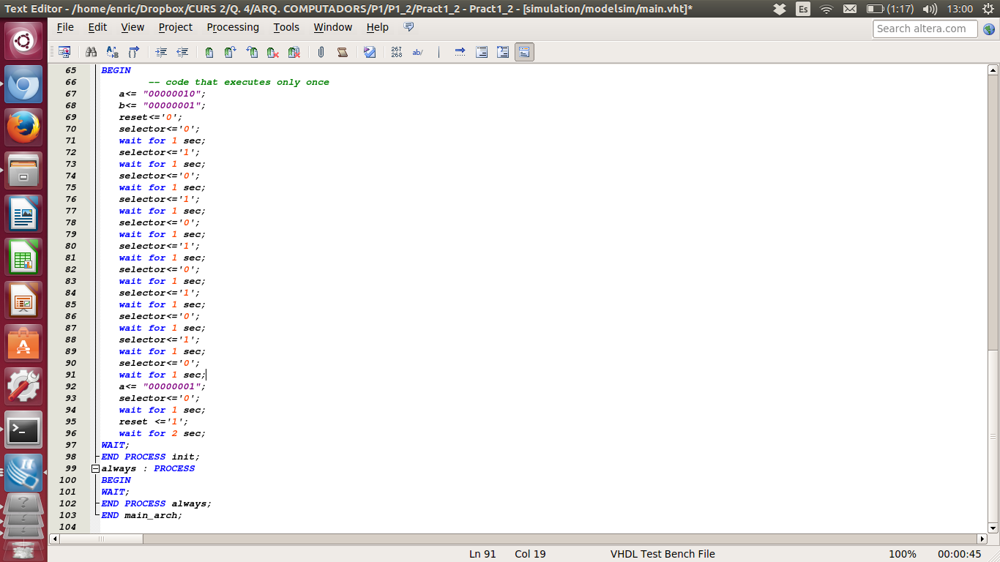 Text Editor - /home/enric/Dropbox/CURS 2/Q. 4/ARQ. COMPUTADORS/P1/P1_2/Pract1_2 - Pract1_2 - [simulation/modelsim/main.vht]* Es (1:17) 13:00
File Edit View Project Processing Tools Window Help Search altera.com
267
268 ab/
65 BEGIN
66 -- code that executes only once
67 a<= "00000010";
68 b<= "00000001";
69 reset<='0';
70 selector<='0';
71 wait for 1 sec;
72 selector<='1';
73 wait for 1 sec;
74 selector<='0';
75 wait for 1 sec;
76 selector<='1';
77 wait for 1 sec;
78 selector<='0';
79 wait for 1 sec;
80 selector<='1';
81 wait for 1 sec;
82 selector<='0';
83 wait for 1 sec;
84 selector<='1';
85 wait for 1 sec;
86 selector<='0';
87 wait for 1 sec;
88 selector<='1';
89 wait for 1 sec;
90 selector<='0';
91 wait for 1 sec;
92 a<= "00000001";
93 selector<='0';
94 wait for 1 sec;
95 reset <='1';
96 wait for 2 sec;
97 WAIT;
98 END PROCESS init;
99 always : PROCESS
100 BEGIN
101 WAIT;
102 END PROCESS always;
103 END main_arch;
104
Ln 91 Col 19 VHDL Test Bench File 100% 00:00:45